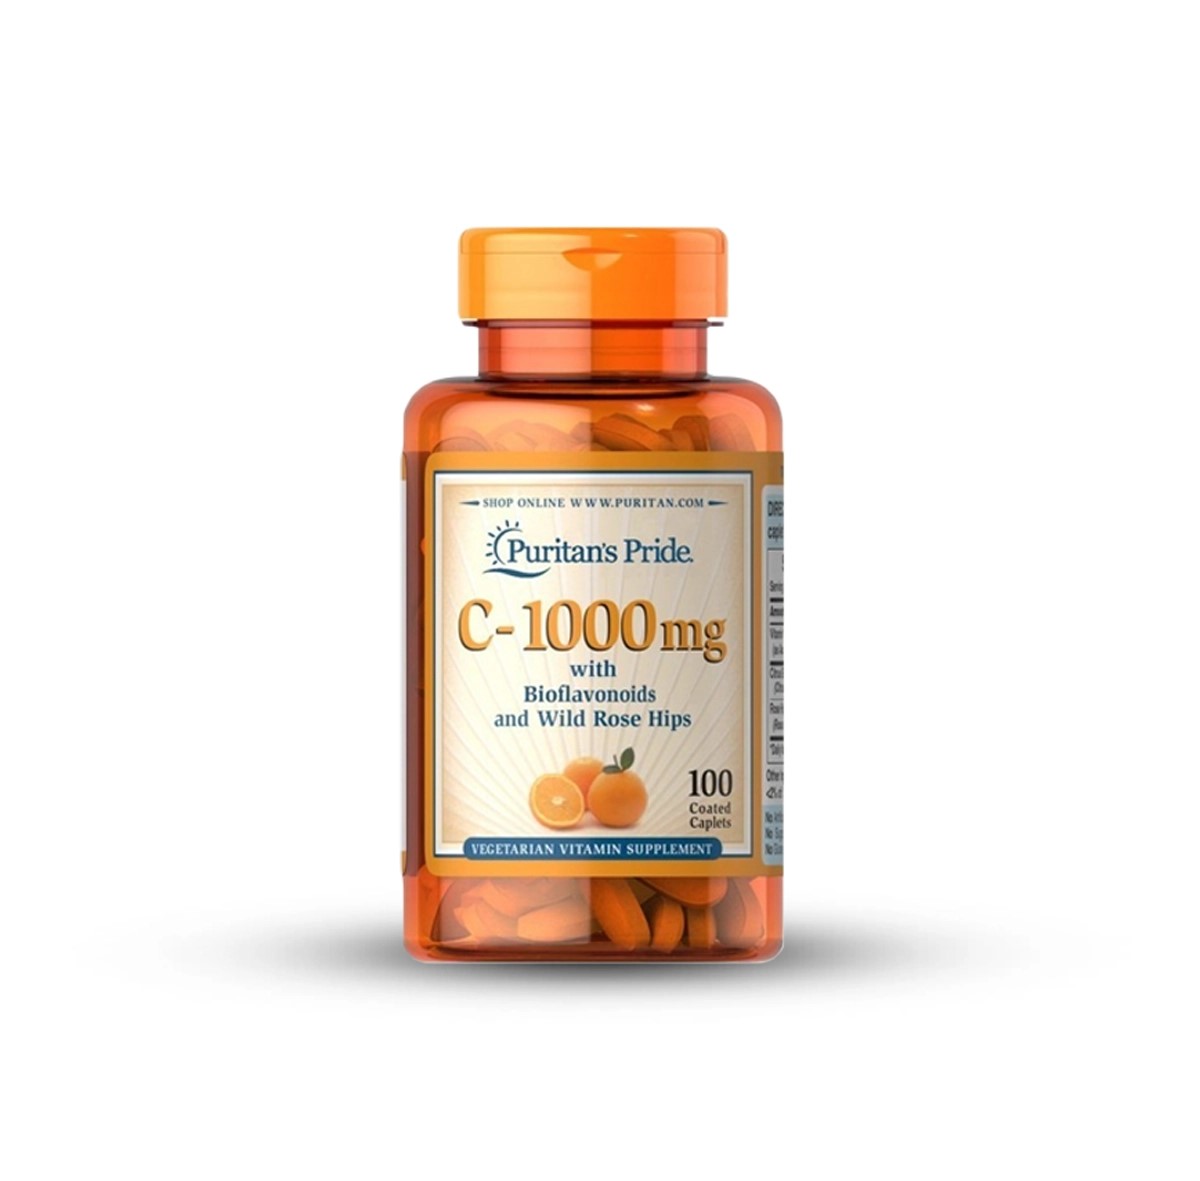 SHOP ONLINE WWW.PURITAN.COM
Puritan's Pride.
C-1000mg
with
Bioflavonoids
and Wild Rose Hips
100
Coated
Caplets
VEGETARIAN VITAMIN SUPPLEMENT